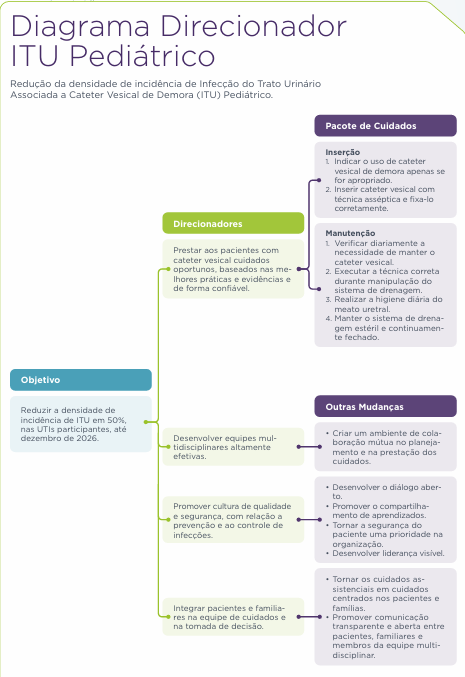 Diagrama Direcionador
ITU Pediátrico
Redução da densidade de incidência de Infecção do Trato Urinário
Associada a Cateter Vesical de Demora (ITU) Pediátrico.
Pacote de Cuidados
Inserção
1. Indicar o uso de cateter
vesical de demora apenas se
for apropriado.
2. Inserir cateter vesical com
técnica asséptica e fixa-lo
corretamente.
Direcionadores
Prestar aos pacientes com
cateter vesical cuidados
oportunos, baseados nas me-
lhores práticas e evidências e
de forma confiável.
Manutenção
1. Verificar diariamente a
necessidade de manter o
cateter vesical.
2. Executar a técnica correta
durante manipulação do
sistema de drenagem.
3. Realizar a higiene diária do
meato uretral.
4. Manter o sistema de drena-
gem estéril e continuamen-
te fechado.
Objetivo
Reduzir a densidade de
incidência de ITU em 50%,
nas UTIs participantes, até
dezembro de 2026.
Outras Mudanças
Desenvolver equipes mul-
tidisciplinares altamente
efetivas.
• Criar um ambiente de cola-
boração mútua no planeja-
mento e na prestação dos
cuidados.
Promover cultura de qualidade
e segurança, com relação a
prevenção e ao controle de
infecções.
• Desenvolver o diálogo aber-
to.
• Promover o compartilha-
mento de aprendizados.
• Tornar a segurança do
paciente uma prioridade na
organização.
• Desenvolver liderança visível.
Integrar pacientes e familia-
res na equipe de cuidados e
na tomada de decisão.
• Tornar os cuidados as-
sistenciais em cuidados
centrados nos pacientes e
famílias.
• Promover comunicação
transparente e aberta entre
pacientes, familiares e
membros da equipe multi-
disciplinar.